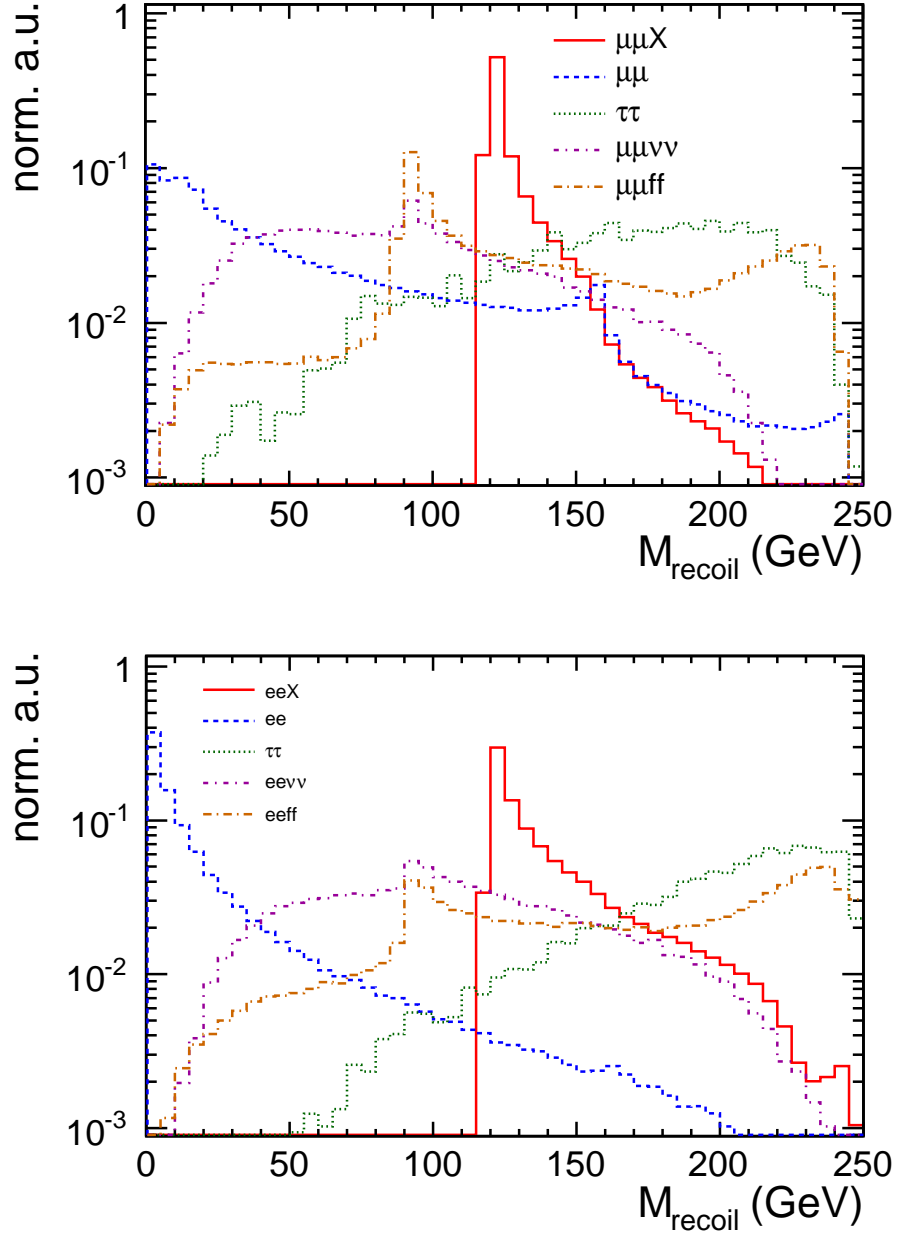 norm. a.u.
1
10⁻¹
10⁻²
10⁻³
μμX
μμ
ττ
μμνν
μμff
0 50 100 150 200 250
M_recoil (GeV)
norm. a.u.
1
10⁻¹
10⁻²
10⁻³
eeX
ee
ττ
eeνν
eeff
0 50 100 150 200 250
M_recoil (GeV)